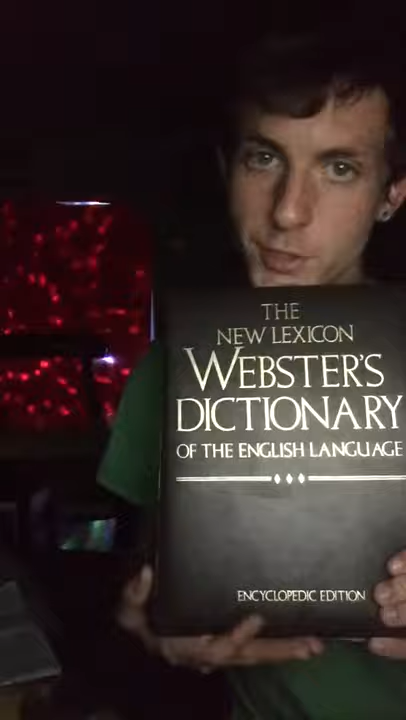 THE
NEW LEXICON
WEBSTER'S
DICTIONARY
OF THE ENGLISH LANGUAGE
ENCYCLOPEDIC EDITION